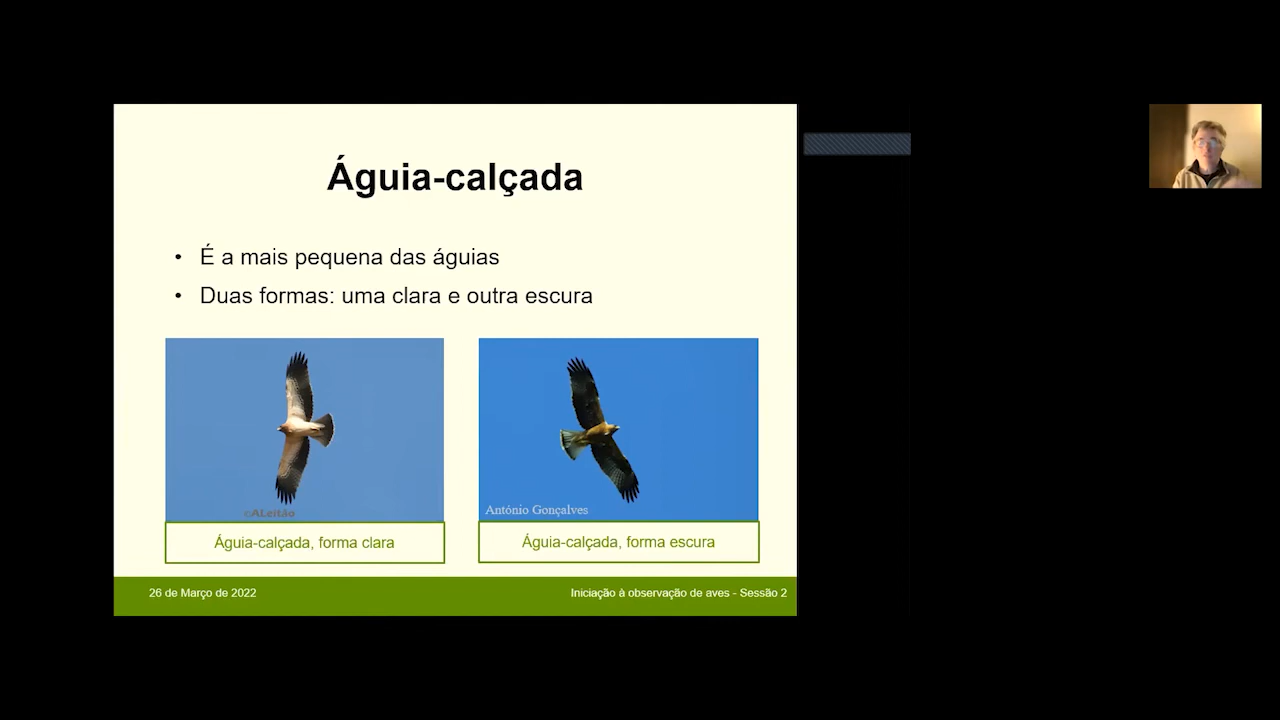 Águia-calçada
• É a mais pequena das águias
• Duas formas: uma clara e outra escura
©ALeitão
António Gonçalves
Águia-calçada, forma clara
Águia-calçada, forma escura
26 de Março de 2022
Iniciação à observação de aves - Sessão 2